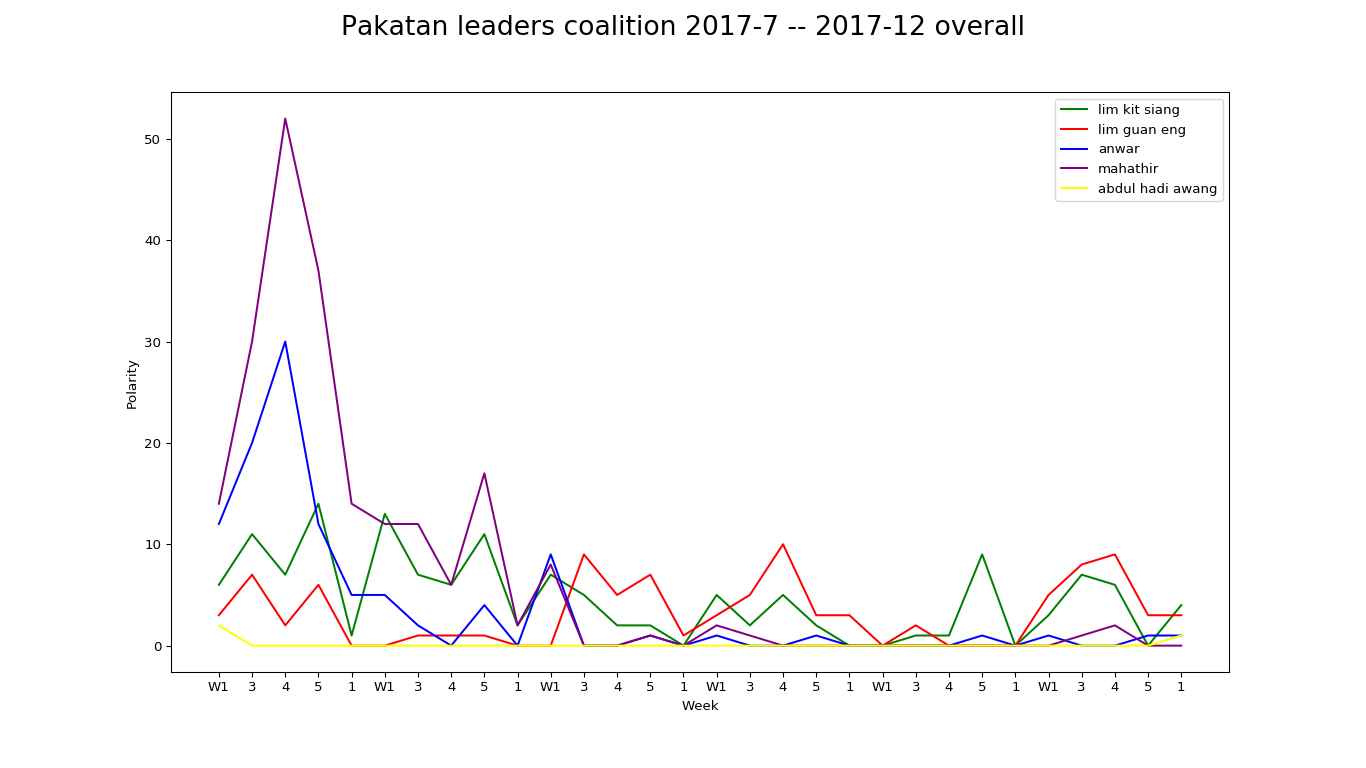 Pakatan leaders coalition 2017-7 -- 2017-12 overall
lim kit siang
lim guan eng
anwar
mahathir
abdul hadi awang
50
40
30
20
10
0
Polarity
W1 3 4 5 1 W1 3 4 5 1 W1 3 4 5 1 W1 3 4 5 1 W1 3 4 5 1 W1 3 4 5 1
Week